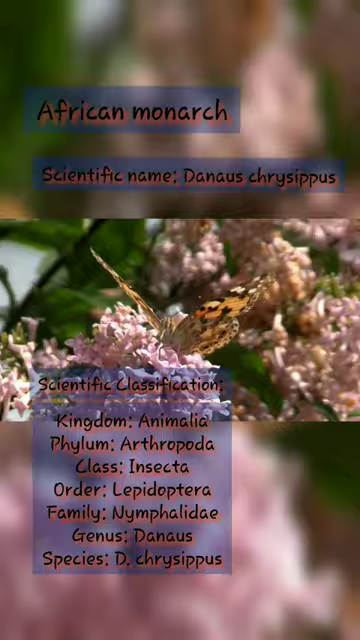 African monarch
Scientific name: Danaus chrysippus
Scientific Classification:
Kingdom: Animalia
Phylum: Arthropoda
Class: Insecta
Order: Lepidoptera
Family: Nymphalidae
Genus: Danaus
Species: D. chrysippus